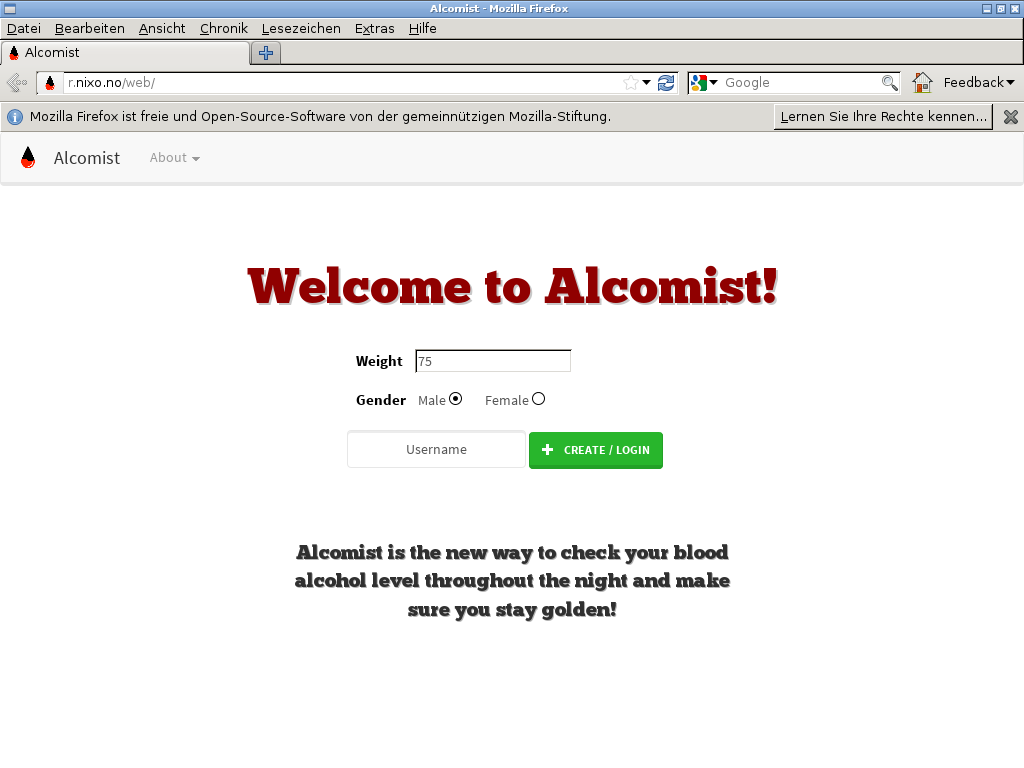 Alcomist - Mozilla Firefox
Datei Bearbeiten Ansicht Chronik Lesezeichen Extras Hilfe
Alcomist
r.nixo.no/web/ Google Feedback
Mozilla Firefox ist freie und Open-Source-Software von der gemeinnützigen Mozilla-Stiftung. Lernen Sie Ihre Rechte kennen...
Alcomist About
Welcome to Alcomist!
Weight 75
Gender Male Female
Username CREATE / LOGIN
Alcomist is the new way to check your blood
alcohol level throughout the night and make
sure you stay golden!